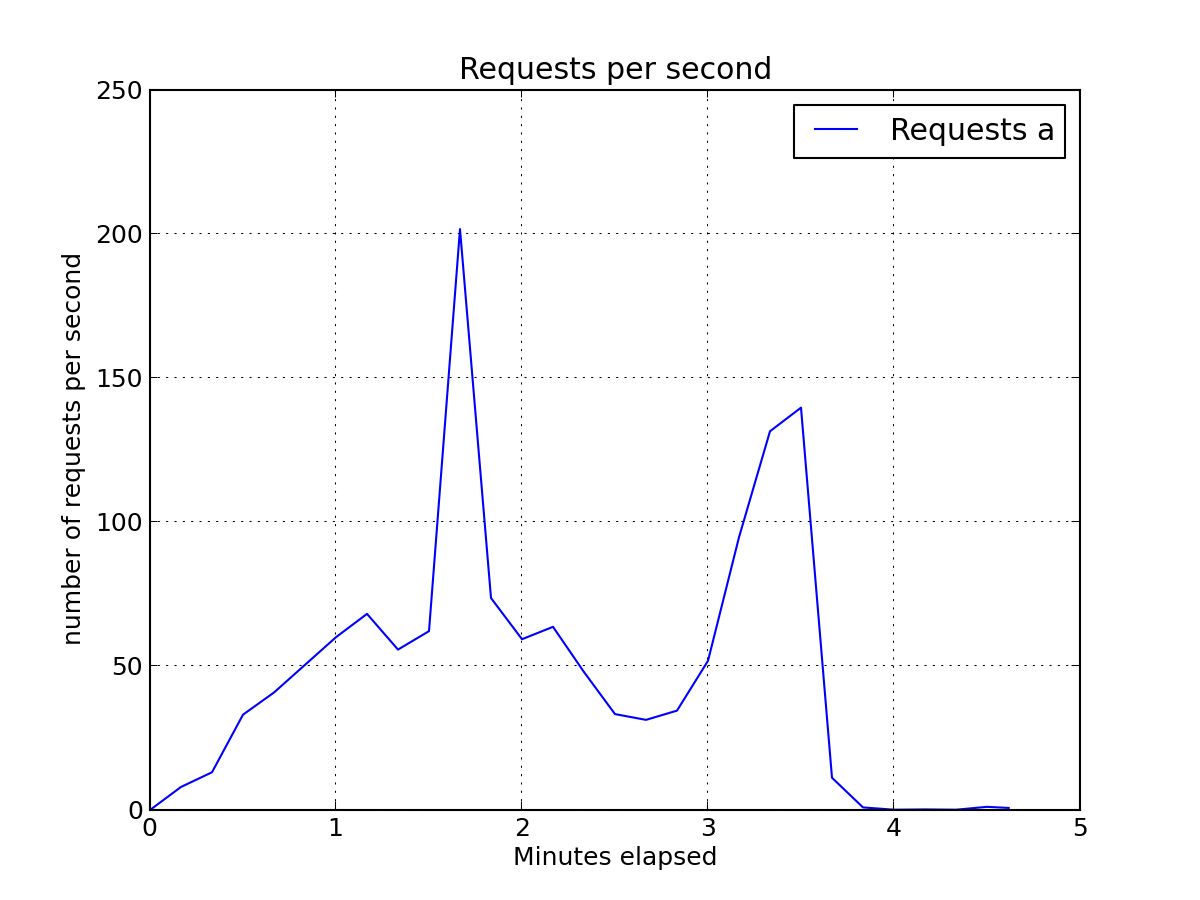 Requests per second
250
Requests a
200
150
100
50
0
number of requests per second
0 1 2 3 4 5
Minutes elapsed